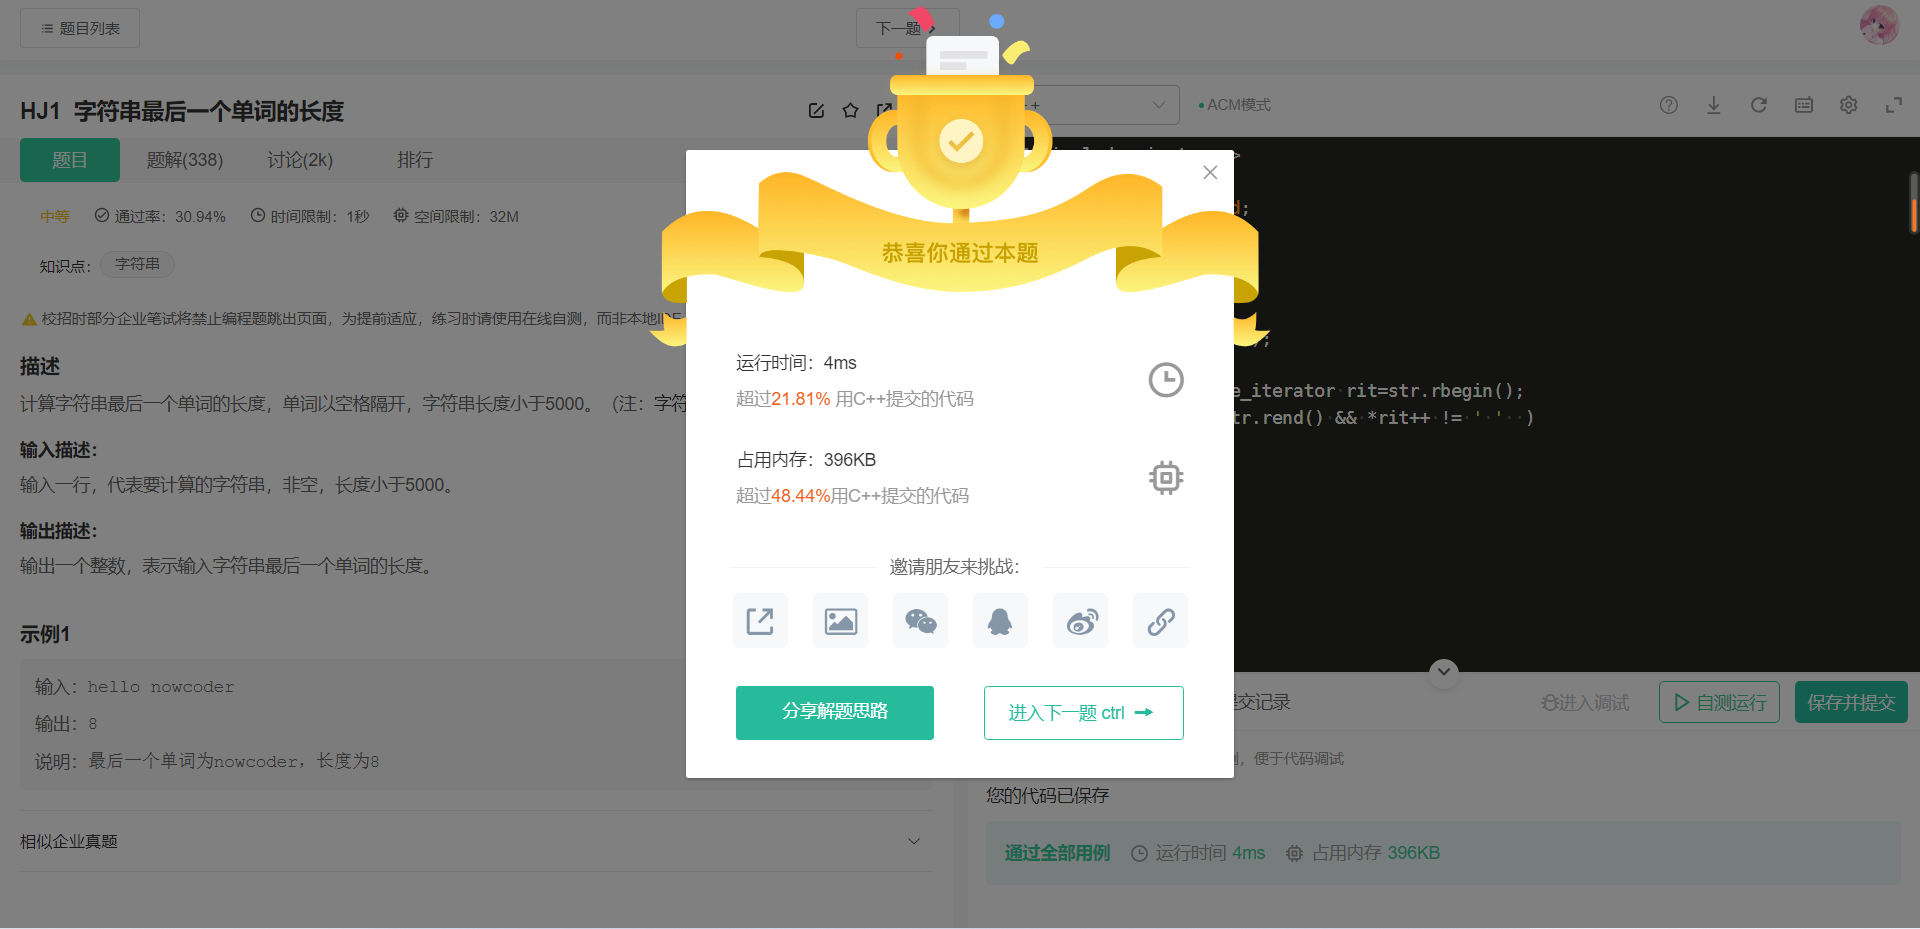 题目列表
下一题
HJ1 字符串最后一个单词的长度
ACM模式
题目
题解(338)
讨论(2k)
排行
中等
通过率：30.94%
时间限制：1秒
空间限制：32M
知识点：
字符串
校招时部分企业笔试将禁止编程题跳出页面，为提前适应，练习时请使用在线自测，而非本地IDE
描述
计算字符串最后一个单词的长度，单词以空格隔开，字符串长度小于5000。（注：字符
输入描述：
输入一行，代表要计算的字符串，非空，长度小于5000。
输出描述：
输出一个整数，表示输入字符串最后一个单词的长度。
示例1
输入：hello nowcoder
输出：8
说明：最后一个单词为nowcoder，长度为8
相似企业真题
恭喜你通过本题
运行时间：4ms
超过21.81% 用C++提交的代码
占用内存：396KB
超过48.44%用C++提交的代码
邀请朋友来挑战：
分享解题思路
进入下一题 ctrl
e_iterator rit=str.rbegin();
tr.rend() && *rit++ != ' ' )
交记录
进入调试
自测运行
保存并提交
，便于代码调试
您的代码已保存
通过全部用例
运行时间 4ms
占用内存 396KB